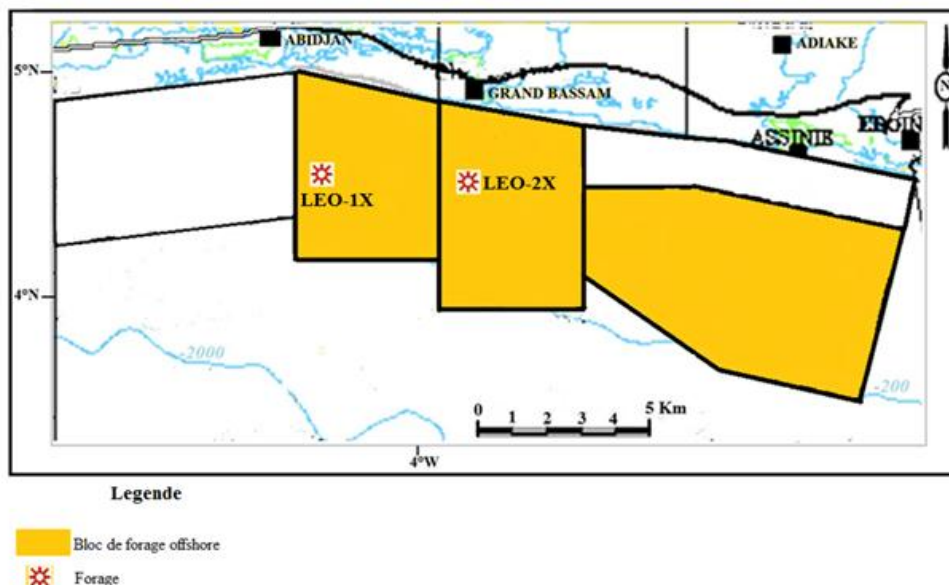 ABIDJAN
ADIAKE
5°N
GRAND BASSAM
N
ASSINIE
LEO-1X
LEO-2X
4°N
-2000
-200
0 1 2 3 4 5 Km
4°W
Legende
Bloc de forage offshore
Forage